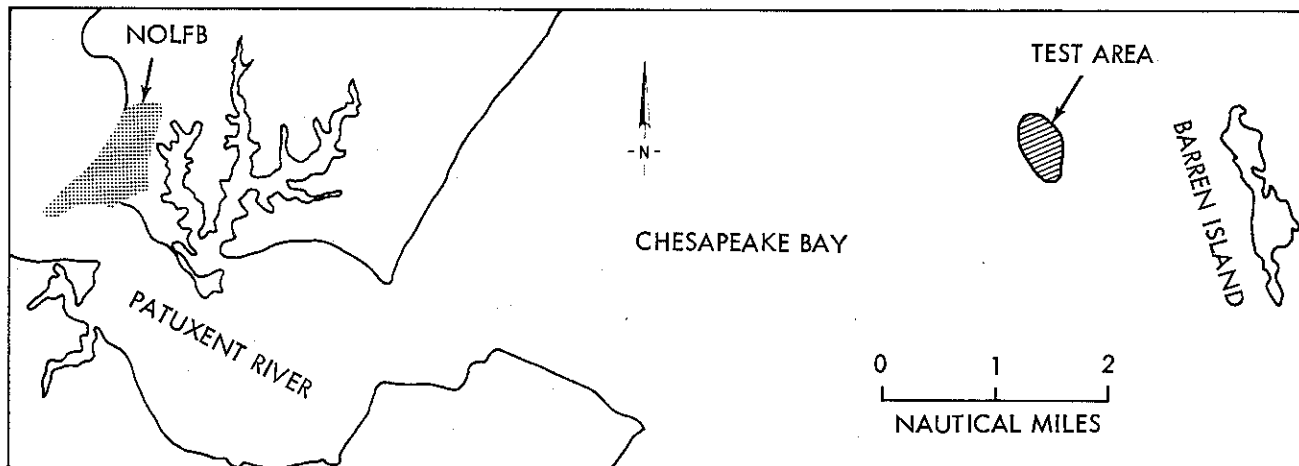 NOLFB
TEST AREA
-N-
BARREN ISLAND
CHESAPEAKE BAY
PATUXENT RIVER
0 1 2
NAUTICAL MILES